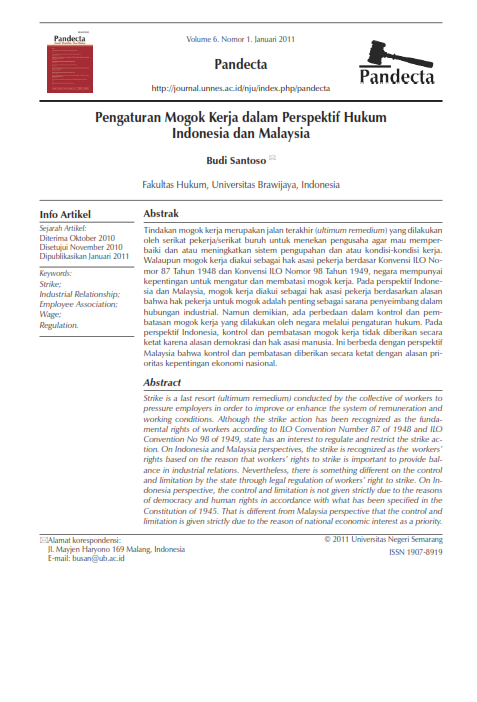 Pandecta
Volume 6. Nomor 1. Januari 2011
Pandecta
http://journal.unnes.ac.id/nju/index.php/pandecta
Pandecta
Pengaturan Mogok Kerja dalam Perspektif Hukum
Indonesia dan Malaysia
Budi Santoso
Fakultas Hukum, Universitas Brawijaya, Indonesia
Info Artikel
Sejarah Artikel:
Diterima Oktober 2010
Disetujui November 2010
Dipublikasikan Januari 2011
Keywords:
Strike;
Industrial Relationship;
Employee Association;
Wage;
Regulation.
Abstrak
Tindakan mogok kerja merupakan jalan terakhir (ultimum remedium) yang dilakukan
oleh serikat pekerja/serikat buruh untuk menekan pengusaha agar mau memper-
baiki dan atau meningkatkan sistem pengupahan dan atau kondisi-kondisi kerja.
Walaupun mogok kerja diakui sebagai hak asasi pekerja berdasar Konvensi ILO No-
mor 87 Tahun 1948 dan Konvensi ILO Nomor 98 Tahun 1949, negara mempunyai
kepentingan untuk mengatur dan membatasi mogok kerja. Pada perspektif Indone-
sia dan Malaysia, mogok kerja diakui sebagai hak asasi pekerja berdasarkan alasan
bahwa hak pekerja untuk mogok adalah penting sebagai sarana penyeimbang dalam
hubungan industrial. Namun demikian, ada perbedaan dalam kontrol dan pem-
batasan mogok kerja yang dilakukan oleh negara melalui pengaturan hukum. Pada
perspektif Indonesia, kontrol dan pembatasan mogok kerja tidak diberikan secara
ketat karena alasan demokrasi dan hak asasi manusia. Ini berbeda dengan perspektif
Malaysia bahwa kontrol dan pembatasan diberikan secara ketat dengan alasan pri-
oritas kepentingan ekonomi nasional.
Abstract
Strike is a last resort (ultimum remedium) conducted by the collective of workers to
pressure employers in order to improve or enhance the system of remuneration and
working conditions. Although the strike action has been recognized as the funda-
mental rights of workers according to ILO Convention Number 87 of 1948 and ILO
Convention No 98 of 1949, state has an interest to regulate and restrict the strike ac-
tion. On Indonesia and Malaysia perspectives, the strike is recognized as the workers'
rights based on the reason that workers' rights to strike is important to provide bal-
ance in industrial relations. Nevertheless, there is something different on the control
and limitation by the state through legal regulation of workers' right to strike. On In-
donesia perspective, the control and limitation is not given strictly due to the reasons
of democracy and human rights in accordance with what has been specified in the
Constitution of 1945. That is different from Malaysia perspective that the control and
limitation is given strictly due to the reason of national economic interest as a priority.
Alamat korespondensi:
Jl. Mayjen Haryono 169 Malang, Indonesia
E-mail: busan@ub.ac.id
© 2011 Universitas Negeri Semarang
ISSN 1907-8919